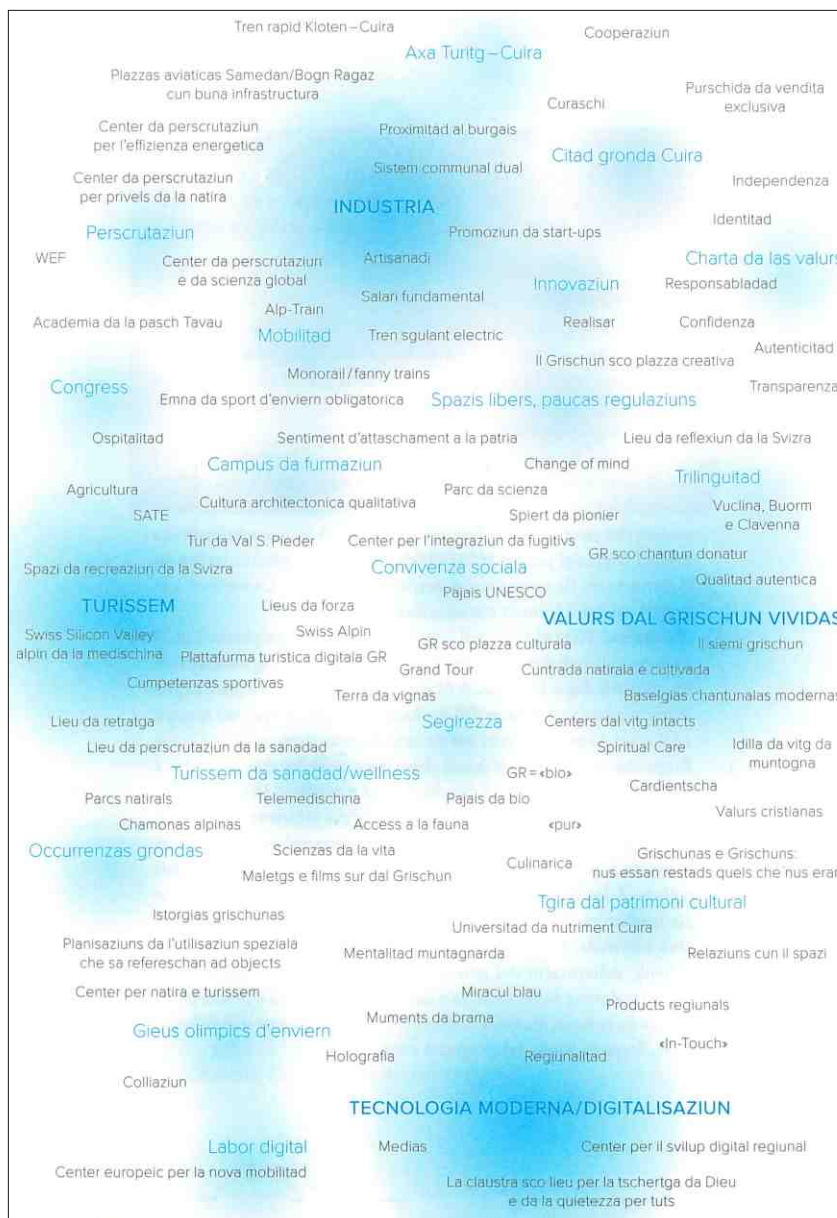 Tren rapid Kloten – Cuira
Cooperaziun
Axa Turitg – Cuira
Plazzas aviaticas Samedan/Bogn Ragaz
cun buna infrastructura
Purschida da vendita
exclusiva
Curaschi
Center da perscrutaziun
per l'effizienza energetica
Proximitad al burgais
Citad gronda Cuira
Sistem communal dual
Center da perscrutaziun
per privels da la natira
Independenza
INDUSTRIA
Identitad
Perscrutaziun
Promoziun da start-ups
WEF
Center da perscrutaziun
e da scienza global
Artisanadi
Charta da las valurs
Innovaziun
Responsabladad
Salari fundamental
Alp-Train
Academia da la pasch Tavau
Realisar
Confidenza
Mobilitad
Tren sgulant electric
Autenticitad
Il Grischun sco plazza creativa
Monorail / fanny trains
Congress
Transparenza
Emna da sport d'enviern obligatorica
Spazis libers, paucas regulaziuns
Ospitalitad
Sentiment d'attaschament a la patria
Lieu da reflexiun da la Svizra
Campus da furmaziun
Change of mind
Trilinguitad
Agricultura
Parc da scienza
Cultura architectonica qualitativa
Vuclina, Buorm
e Clavenna
SATE
Spiert da pionier
Tur da Val S. Pieder
Center per l'integraziun da fugitivs
GR sco chantun donatur
Spazi da recreaziun da la Svizra
Convivenza sociala
Qualitad autentica
Pajais UNESCO
TURISSEM
Lieus da forza
VALURS DAL GRISCHUN VIVIDAS
Swiss Silicon Valley
alpin da la medischina
Swiss Alpin
GR sco plazza culturala
Il siemi grischun
Plattafurma turistica digitala GR
Grand Tour
Cuntrada natirala e cultivada
Cumpetenzas sportivas
Terra da vignas
Baselgias chantunalas modernas
Lieu da retratga
Segirezza
Centers dal vitg intacts
Lieu da perscrutaziun da la sanadad
Spiritual Care
Idilla da vitg da
muntogna
Turissem da sanadad/wellness
GR = «bio»
Cardientscha
Parcs natirals
Telemedischina
Pajais da bio
Valurs cristianas
Chamonas alpinas
Access a la fauna
«pur»
Occurrenzas grondas
Scienzas da la vita
Culinarica
Grischunas e Grischuns:
nus essan restads quels che nus eran
Maletgs e films sur dal Grischun
Tgira dal patrimoni cultural
Istorgias grischunas
Universitad da nutriment Cuira
Planisaziuns da l'utilisaziun speziala
che sa refereschan ad objects
Mentalitad muntagnarda
Relaziuns cun il spazi
Center per natira e turissem
Miracul blau
Products regiunals
Muments da brama
Gieus olimpics d'enviern
«In-Touch»
Holografia
Regiunalitad
Colliaziun
TECNOLOGIA MODERNA/DIGITALISAZIUN
Labor digital
Medias
Center per il svilup digital regiunal
Center europeic per la nova mobilitad
La claustra sco lieu per la tschertga da Dieu
e da la quietezza per tuts